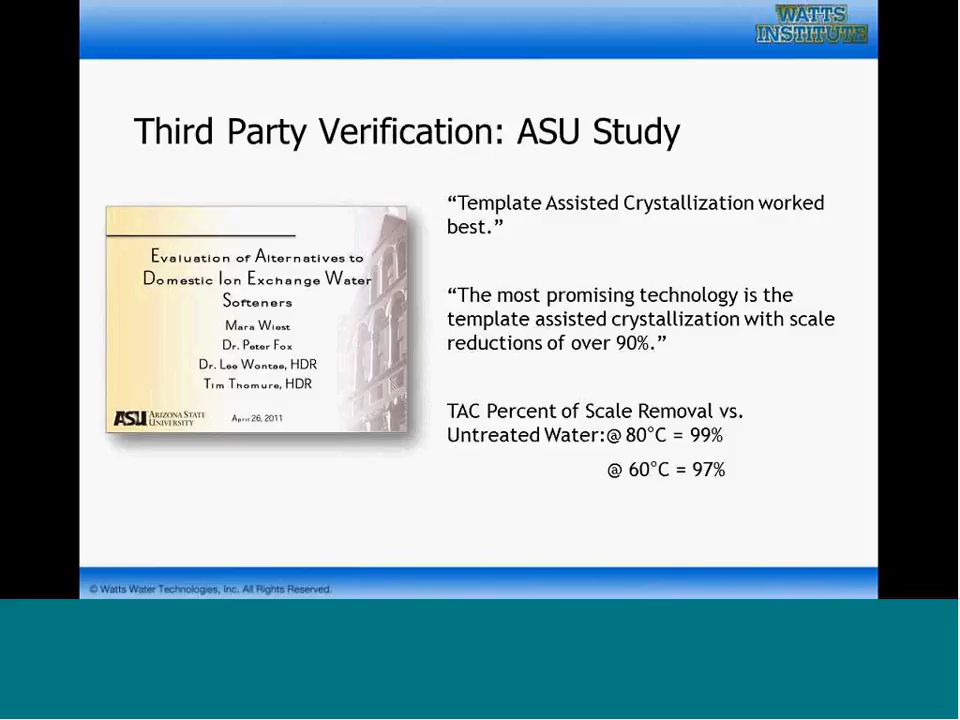 WATTS
INSTITUTE
Third Party Verification: ASU Study
Evaluation of Alternatives to
Domestic Ion Exchange Water
Softeners
Mara Wiest
Dr. Peter Fox
Dr. Lee Wontae, HDR
Tim Thomure, HDR
ASU ARIZONA STATE
UNIVERSITY
April 26, 2011
“Template Assisted Crystallization worked
best.”
“The most promising technology is the
template assisted crystallization with scale
reductions of over 90%.”
TAC Percent of Scale Removal vs.
Untreated Water:@ 80°C = 99%
@ 60°C = 97%
© Watts Water Technologies, Inc. All Rights Reserved.